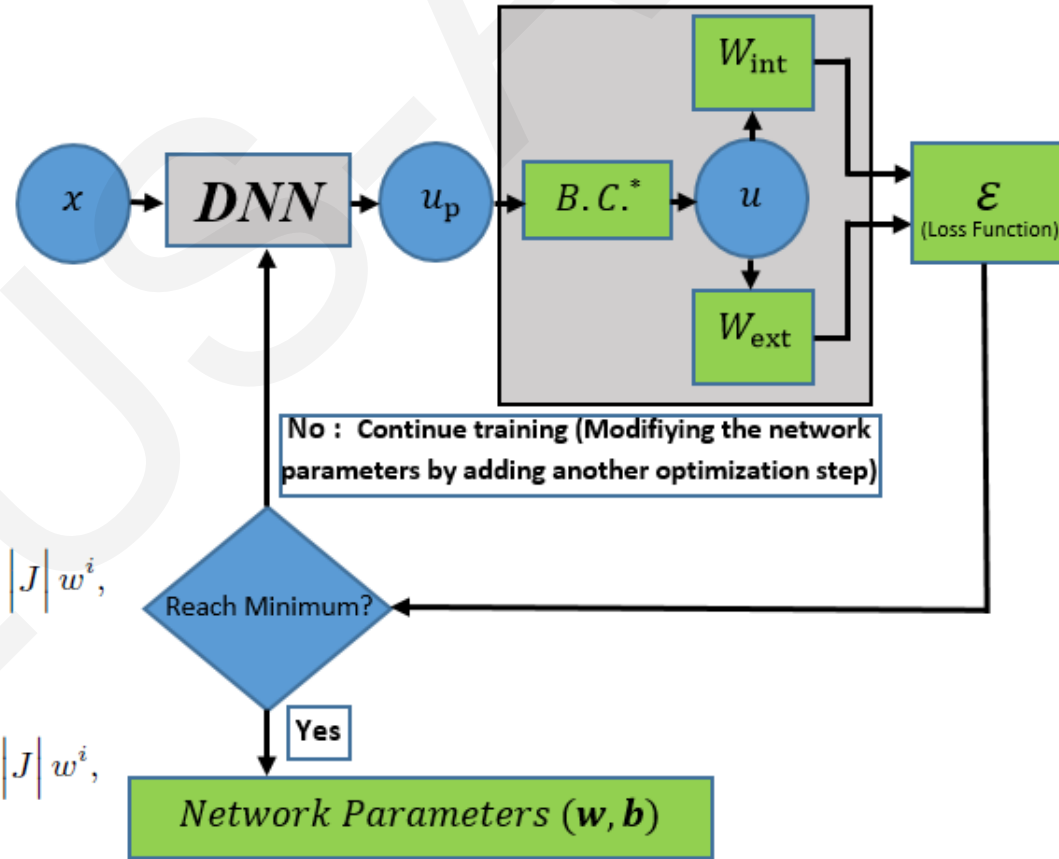 W_int
x
DNN
u_p
B.C.*
u
ε
(Loss Function)
W_ext
No : Continue training (Modifiying the network
parameters by adding another optimization step)
|J| w^i,
Reach Minimum?
Yes
|J| w^i,
Network Parameters (w, b)